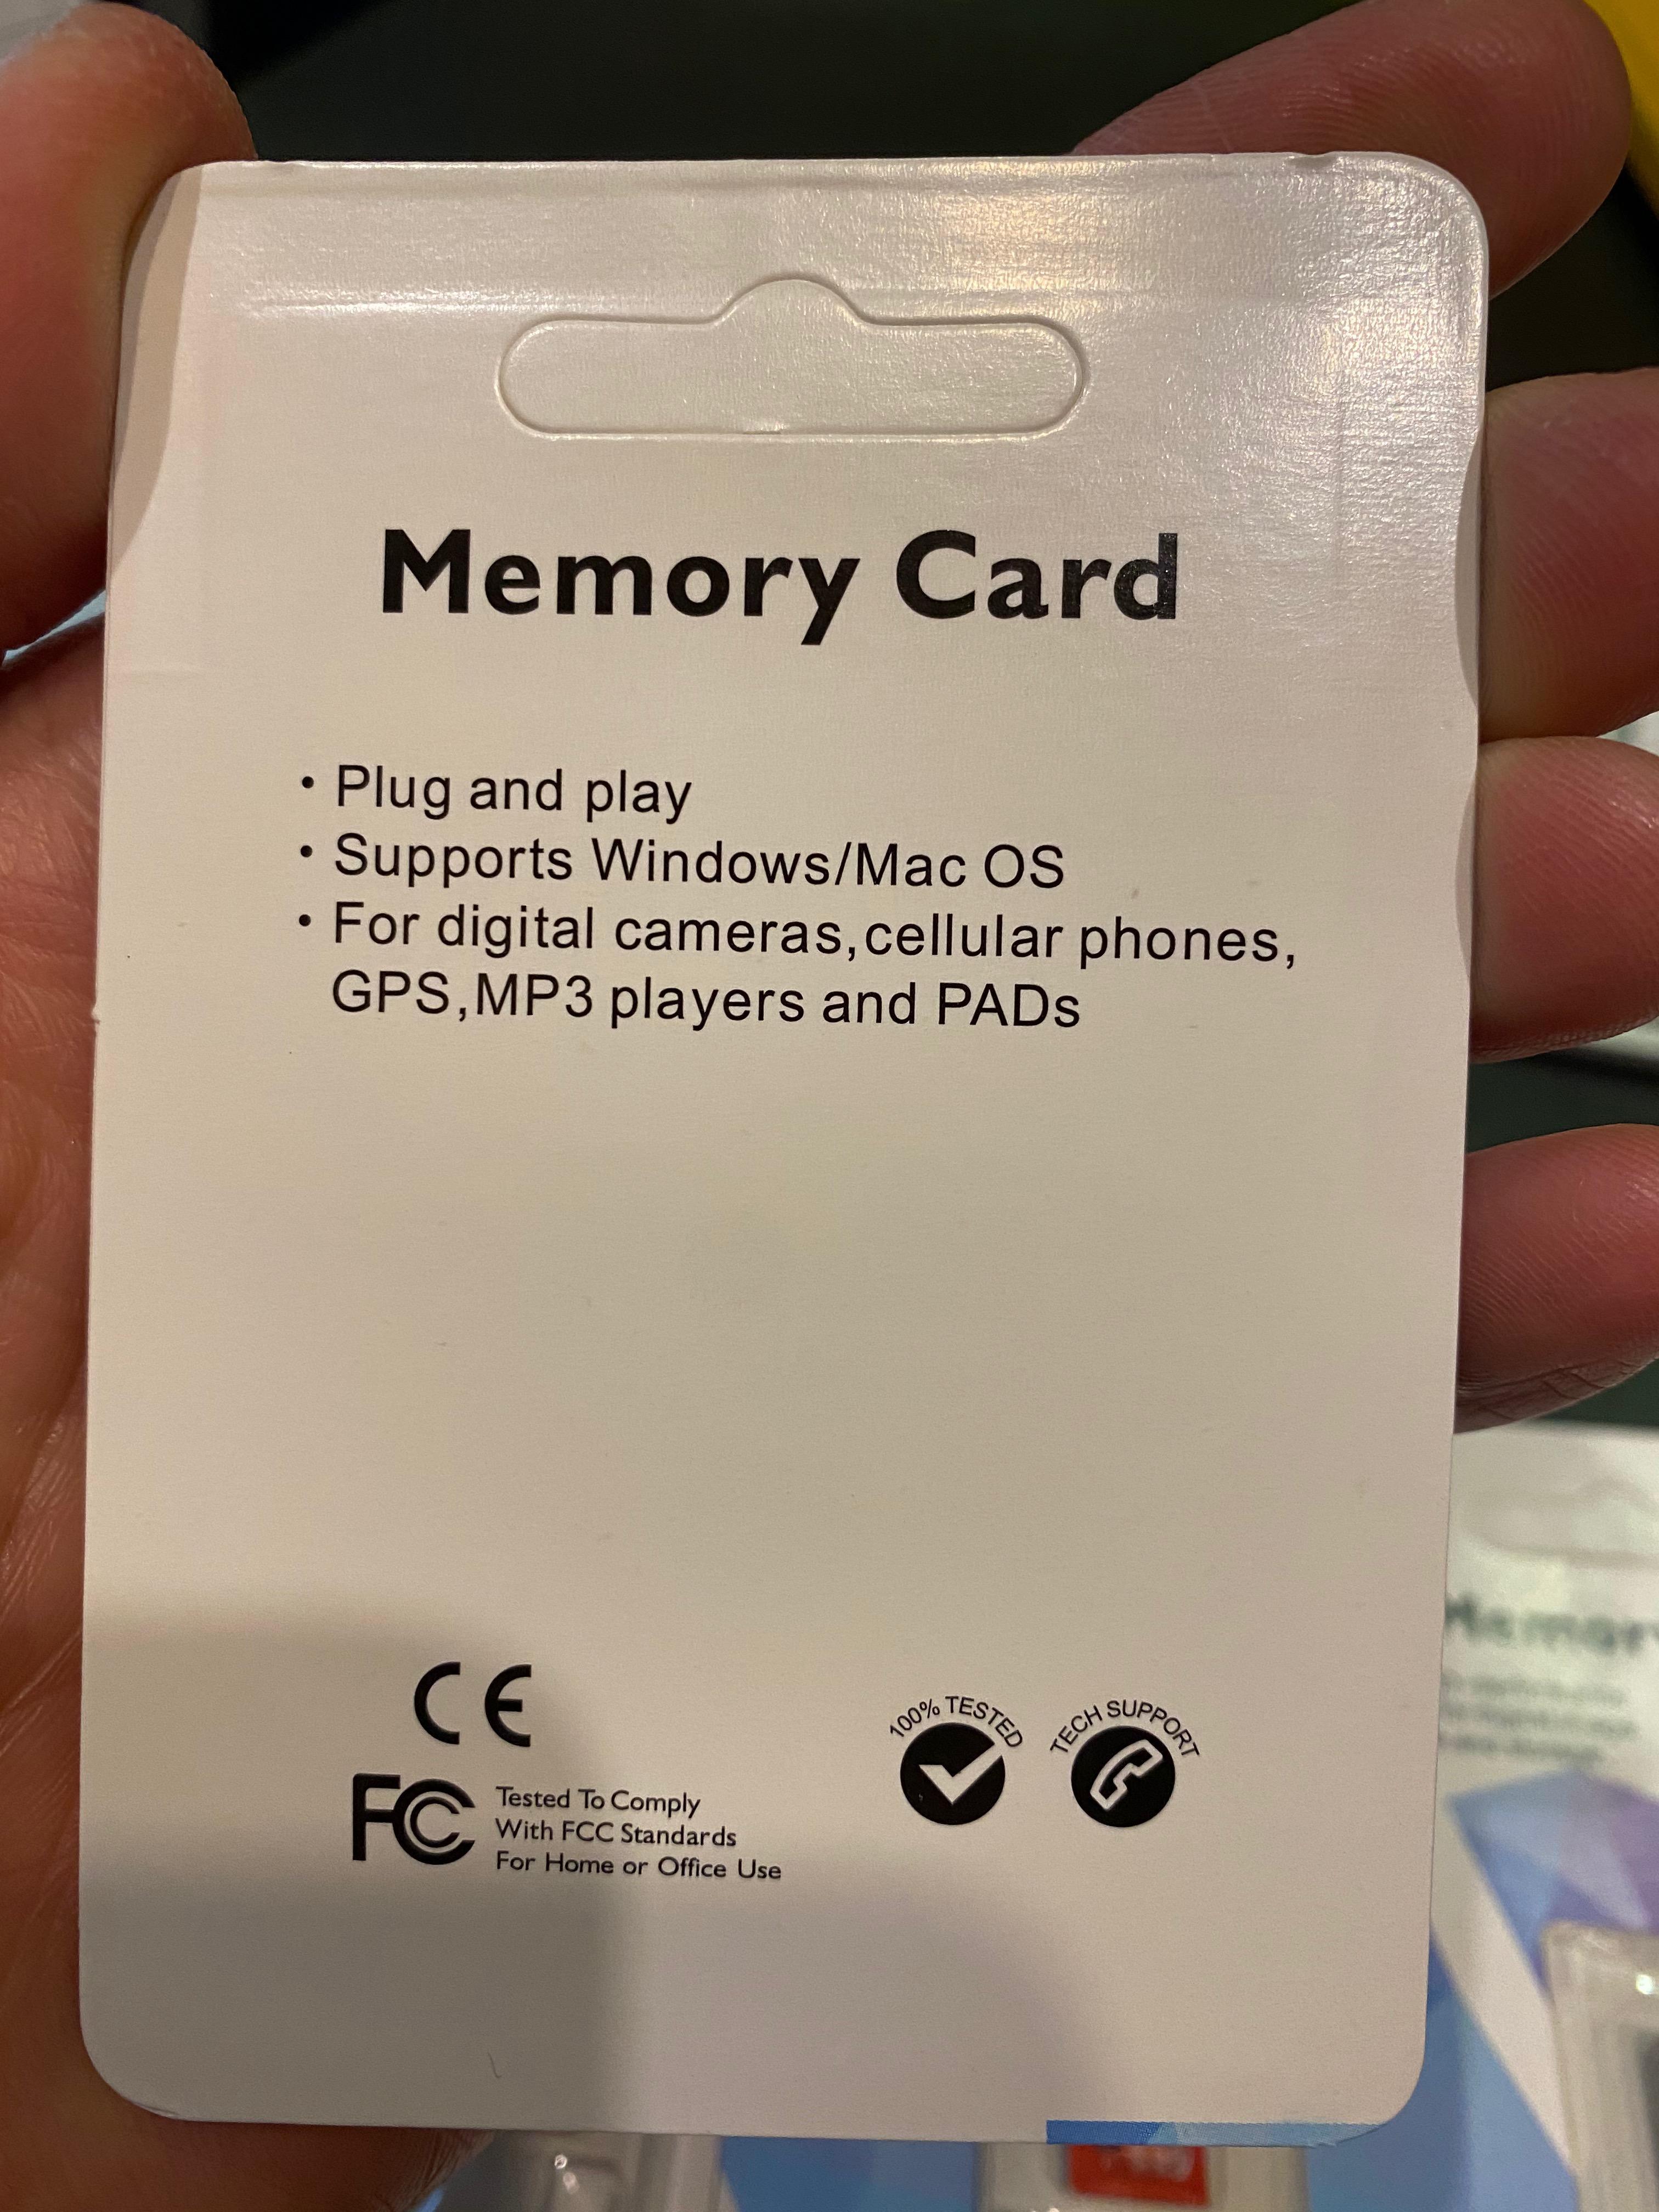 Memory Card
• Plug and play
• Supports Windows/Mac OS
• For digital cameras,cellular phones,
GPS,MP3 players and PADs
CE
FC Tested To Comply
With FCC Standards
For Home or Office Use
100% TESTED
TECH SUPPORT
Memory